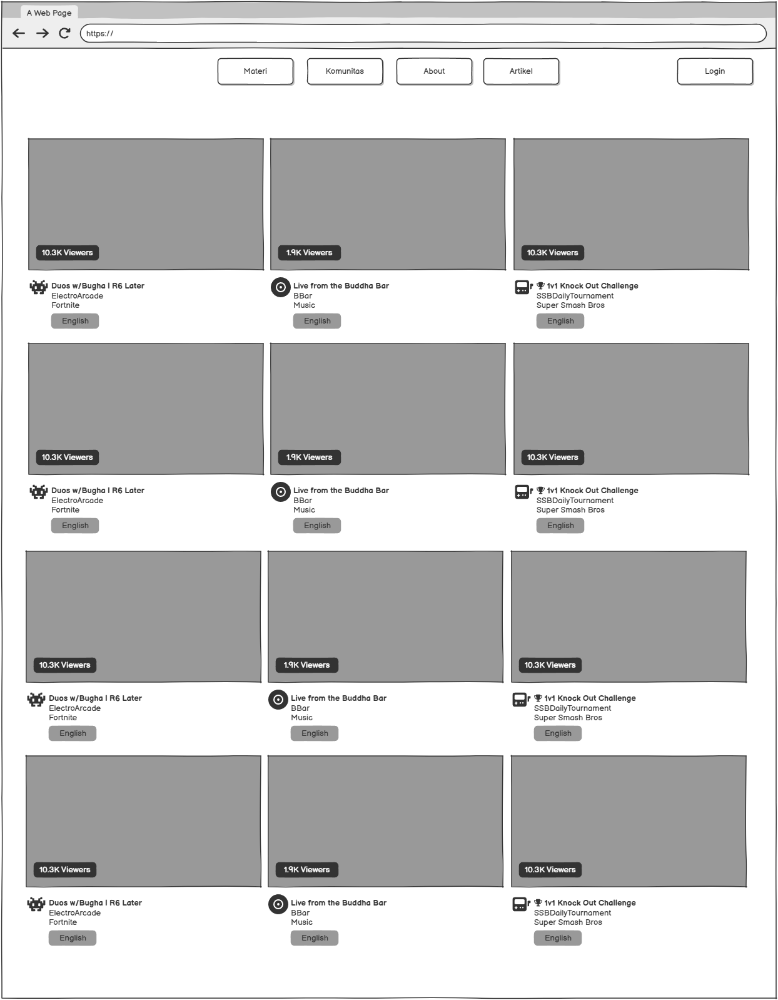 A Web Page
https://
Materi
Komunitas
About
Artikel
Login
10.3K Viewers
1.9K Viewers
10.3K Viewers
Duos w/Bugha | R6 Later
ElectroArcade
Fortnite
English
Live from the Buddha Bar
BBar
Music
English
1v1 Knock Out Challenge
SSBDailyTournament
Super Smash Bros
English
10.3K Viewers
1.9K Viewers
10.3K Viewers
Duos w/Bugha | R6 Later
ElectroArcade
Fortnite
English
Live from the Buddha Bar
BBar
Music
English
1v1 Knock Out Challenge
SSBDailyTournament
Super Smash Bros
English
10.3K Viewers
1.9K Viewers
10.3K Viewers
Duos w/Bugha | R6 Later
ElectroArcade
Fortnite
English
Live from the Buddha Bar
BBar
Music
English
1v1 Knock Out Challenge
SSBDailyTournament
Super Smash Bros
English
10.3K Viewers
1.9K Viewers
10.3K Viewers
Duos w/Bugha | R6 Later
ElectroArcade
Fortnite
English
Live from the Buddha Bar
BBar
Music
English
1v1 Knock Out Challenge
SSBDailyTournament
Super Smash Bros
English